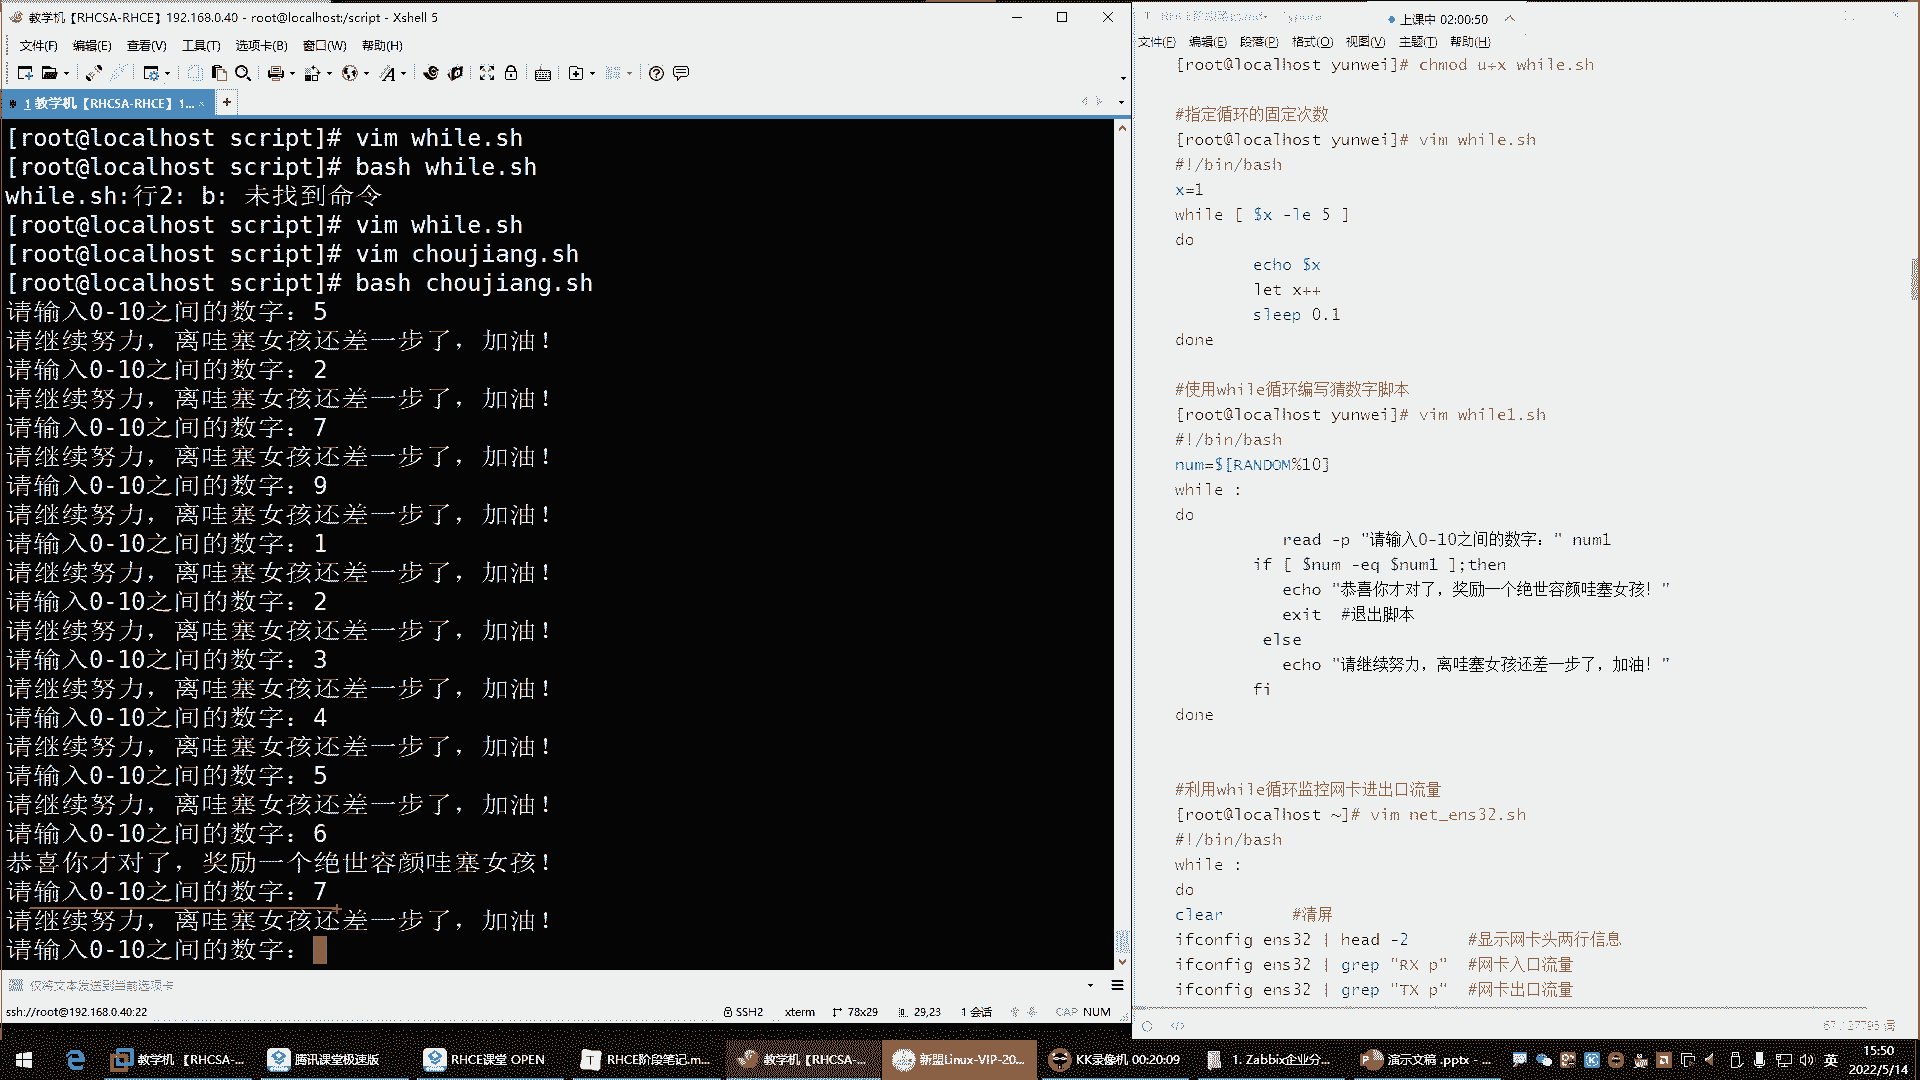 教学机【RHCSA-RHCE】192.168.0.40 - root@localhost:/script - Xshell 5
文件(F) 编辑(E) 查看(V) 工具(T) 选项卡(B) 窗口(W) 帮助(H)
1 教学机【RHCSA-RHCE】1...
[root@localhost script]# vim while.sh
[root@localhost script]# bash while.sh
while.sh:行2: b: 未找到命令
[root@localhost script]# vim while.sh
[root@localhost script]# vim choujiang.sh
[root@localhost script]# bash choujiang.sh
请输入0-10之间的数字：5
请继续努力，离哇塞女孩还差一步了，加油！
请输入0-10之间的数字：2
请继续努力，离哇塞女孩还差一步了，加油！
请输入0-10之间的数字：7
请继续努力，离哇塞女孩还差一步了，加油！
请输入0-10之间的数字：9
请继续努力，离哇塞女孩还差一步了，加油！
请输入0-10之间的数字：1
请继续努力，离哇塞女孩还差一步了，加油！
请输入0-10之间的数字：2
请继续努力，离哇塞女孩还差一步了，加油！
请输入0-10之间的数字：3
请继续努力，离哇塞女孩还差一步了，加油！
请输入0-10之间的数字：4
请继续努力，离哇塞女孩还差一步了，加油！
请输入0-10之间的数字：5
请继续努力，离哇塞女孩还差一步了，加油！
请输入0-10之间的数字：6
恭喜你才对了，奖励一个绝世容颜哇塞女孩！
请输入0-10之间的数字：7
请继续努力，离哇塞女孩还差一步了，加油！
请输入0-10之间的数字：
仅将文本发送到当前选项卡
ssh://root@192.168.0.40:22 SSH2 xterm 78x29 29,23 1 会话 CAP NUM
上课中 02:00:50
文件(F) 编辑(E) 段落(P) 格式(O) 视图(V) 主题(T) 帮助(H)
[root@localhost yunwei]# chmod u+x while.sh
#指定循环的固定次数
[root@localhost yunwei]# vim while.sh
#!/bin/bash
x=1
while [ $x -le 5 ]
do
echo $x
let x++
sleep 0.1
done
#使用while循环编写猜数字脚本
[root@localhost yunwei]# vim while1.sh
#!/bin/bash
num=$[RANDOM%10]
while :
do
read -p "请输入0-10之间的数字：" num1
if [ $num -eq $num1 ];then
echo "恭喜你才对了，奖励一个绝世容颜哇塞女孩！"
exit #退出脚本
else
echo "请继续努力，离哇塞女孩还差一步了，加油！"
fi
done
#利用while循环监控网卡进出口流量
[root@localhost ~]# vim net_ens32.sh
#!/bin/bash
while :
do
clear #清屏
ifconfig ens32 | head -2 #显示网卡头两行信息
ifconfig ens32 | grep "RX p" #网卡入口流量
ifconfig ens32 | grep "TX p" #网卡出口流量
教学机 【RHCSA-... 腾讯课堂极速版 RHCE课堂 OPEN RHCE阶段笔记.m... 教学机【RHCSA-... 新盟Linux-VIP-20... KK录像机 00:20:09 1. Zabbix企业分... 演示文稿 .pptx - ... 英 15:50
2022/5/14